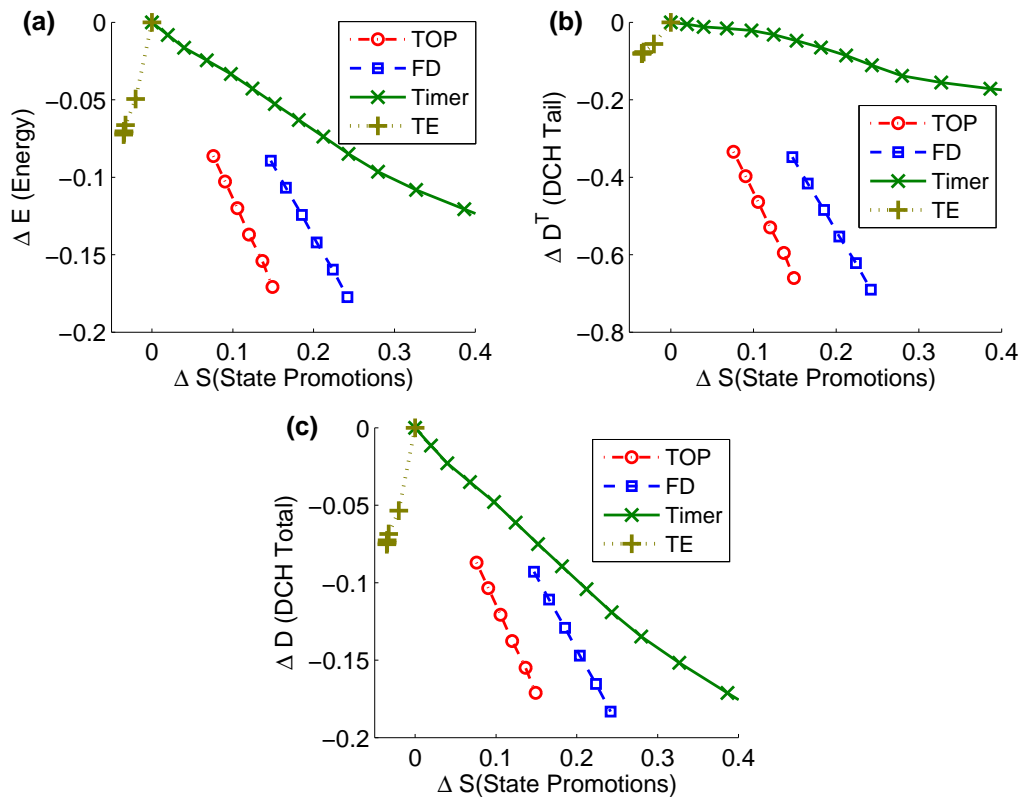 (a)
TOP
FD
Timer
TE
Δ E (Energy)
0
−0.05
−0.1
−0.15
−0.2
0 0.1 0.2 0.3 0.4
Δ S(State Promotions)
(b)
TOP
FD
Timer
TE
Δ D^T (DCH Tail)
0
−0.2
−0.4
−0.6
−0.8
0 0.1 0.2 0.3 0.4
Δ S(State Promotions)
(c)
TOP
FD
Timer
TE
Δ D (DCH Total)
0
−0.05
−0.1
−0.15
−0.2
0 0.1 0.2 0.3 0.4
Δ S(State Promotions)